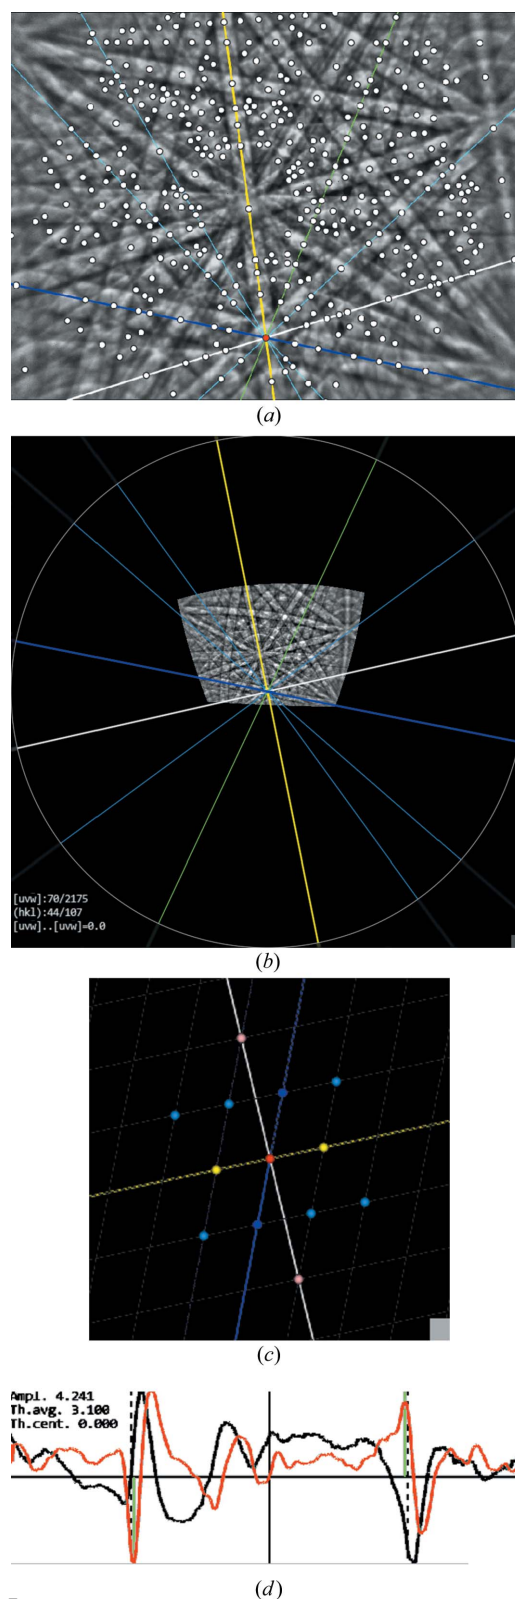 (a)
[uvw]:70/2175
(hkl):44/107
[uvw]..[uvw]=0.0
(b)
(c)
Ampl. 4.241
Th.avg. 3.100
Th.cent. 0.000
(d)